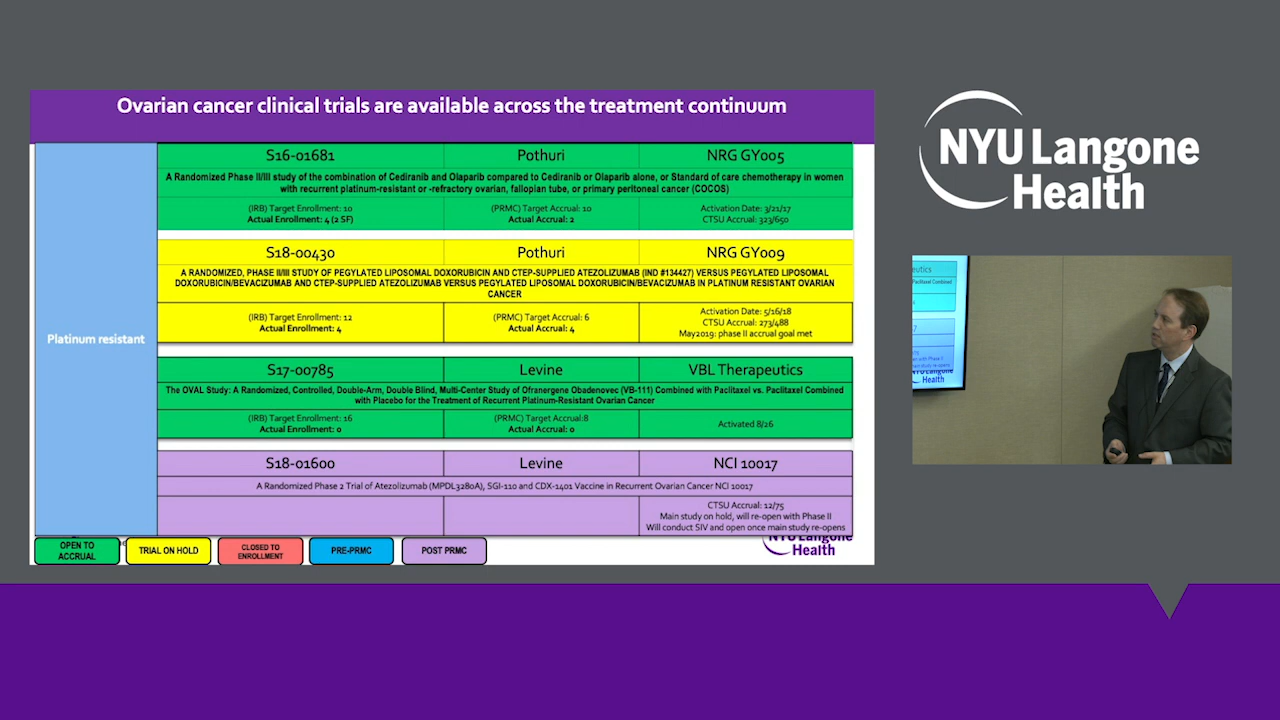 Ovarian cancer clinical trials are available across the treatment continuum
Platinum resistant
S16-01681
Pothuri
NRG GY005
A Randomized Phase II/III study of the combination of Cediranib and Olaparib compared to Cediranib or Olaparib alone, or Standard of care chemotherapy in women
with recurrent platinum-resistant or -refractory ovarian, fallopian tube, or primary peritoneal cancer (COCOS)
(IRB) Target Enrollment: 10
Actual Enrollment: 4 (2 SF)
(PRMC) Target Accrual: 10
Actual Accrual: 2
Activation Date: 3/21/17
CTSU Accrual: 323/650
S18-00430
Pothuri
NRG GY009
A RANDOMIZED, PHASE II/III STUDY OF PEGYLATED LIPOSOMAL DOXORUBICIN AND CTEP-SUPPLIED ATEZOLIZUMAB (IND #134427) VERSUS PEGYLATED LIPOSOMAL
DOXORUBICIN/BEVACIZUMAB AND CTEP-SUPPLIED ATEZOLIZUMAB VERSUS PEGYLATED LIPOSOMAL DOXORUBICIN/BEVACIZUMAB IN PLATINUM RESISTANT OVARIAN
CANCER
(IRB) Target Enrollment: 12
Actual Enrollment: 4
(PRMC) Target Accrual: 6
Actual Accrual: 4
Activation Date: 5/16/18
CTSU Accrual: 273/488
May2019: phase II accrual goal met
S17-00785
Levine
VBL Therapeutics
The OVAL Study: A Randomized, Controlled, Double-Arm, Double Blind, Multi-Center Study of Ofranergene Obadenovec (VB-111) Combined with Paclitaxel vs. Paclitaxel Combined
with Placebo for the Treatment of Recurrent Platinum-Resistant Ovarian Cancer
(IRB) Target Enrollment: 16
Actual Enrollment: 0
(PRMC) Target Accrual:8
Actual Accrual: 0
Activated 8/26
S18-01600
Levine
NCI 10017
A Randomized Phase 2 Trial of Atezolizumab (MPDL3280A), SGI-110 and CDX-1401 Vaccine in Recurrent Ovarian Cancer NCI 10017
CTSU Accrual: 12/75
Main study on hold, will re-open with Phase II
Will conduct SIV and open once main study re-opens
OPEN TO
ACCRUAL
TRIAL ON HOLD
CLOSED TO
ENROLLMENT
PRE-PRMC
POST PRMC
NYU Langone
Health
NYU Langone
Health
Health